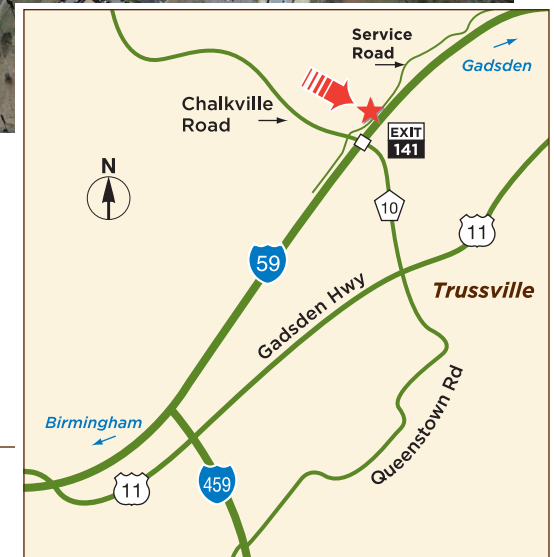 Service
Road
Gadsden
Chalkville
Road
EXIT
141
N
10
11
59
Trussville
Gadsden Hwy
Birmingham
Queenstown Rd
11
459